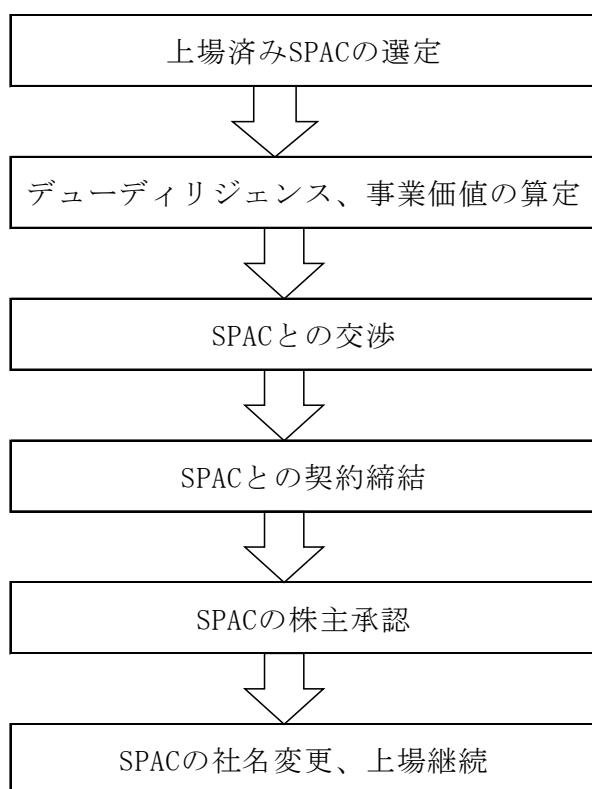 上場済みSPACの選定
デューディリジェンス、事業価値の算定
SPACとの交渉
SPACとの契約締結
SPACの株主承認
SPACの社名変更、上場継続